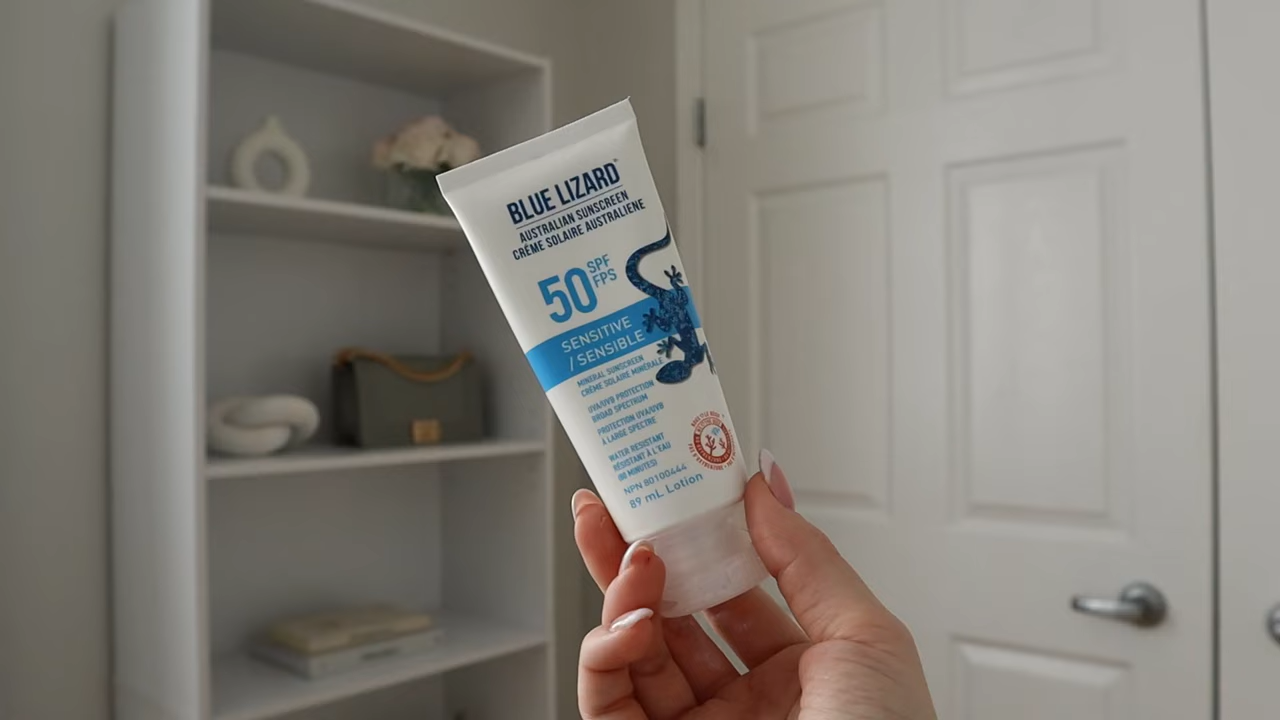 BLUE LIZARD
AUSTRALIAN SUNSCREEN
CRÈME SOLAIRE AUSTRALIENE
50 SPF
FPS
SENSITIVE
/ SENSIBLE
MINERAL SUNSCREEN
CRÈME SOLAIRE MINÉRALE
UVA/UVB PROTECTION
BROAD SPECTRUM
PROTECTION UVA/UVB
À LARGE SPECTRE
WATER RESISTANT
RÉSISTANT À L'EAU
(80 MINUTES)
NPN 80100444
89 mL Lotion